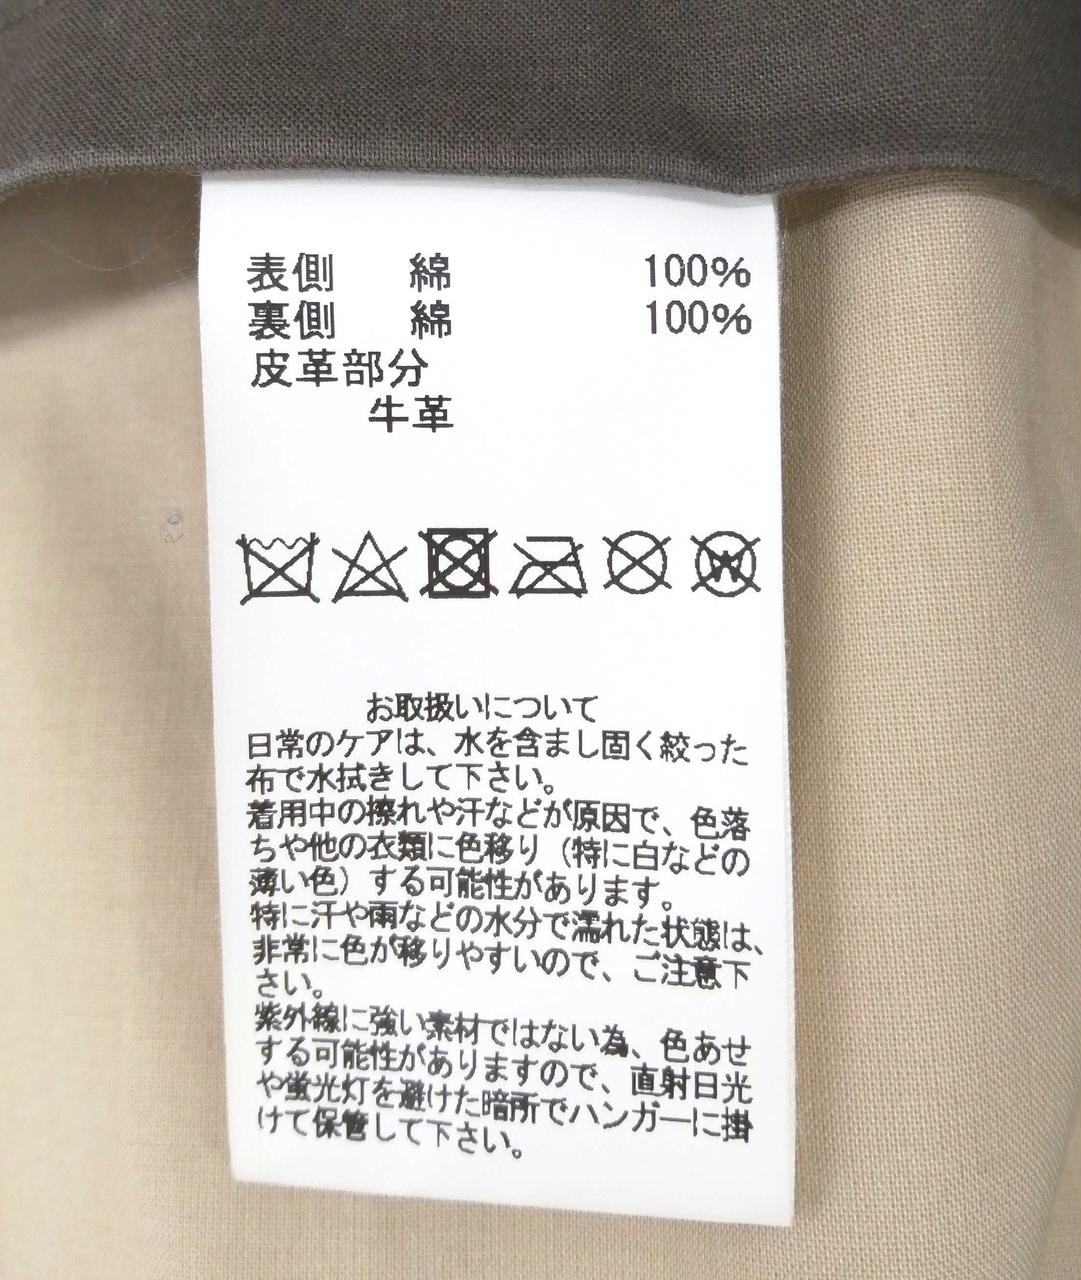 表側 綿 100%
裏側 綿 100%
皮革部分
牛革
W
お取扱いについて
日常のケアは、水を含まし固く絞った
布で水拭きして下さい。
着用中の擦れや汗などが原因で、色落
ちや他の衣類に色移り（特に白などの
薄い色）する可能性があります。
特に汗や雨などの水分で濡れた状態は、
非常に色が移りやすいので、ご注意下
さい。
紫外線に強い素材ではない為、色あせ
する可能性がありますので、直射日光
や蛍光灯を避けた暗所でハンガーに掛
けて保管して下さい。